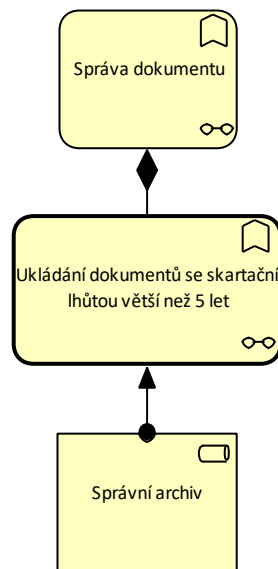 Správa dokumentu
Ukládání dokumentů se skartační
lhůtou větší než 5 let
Správní archiv